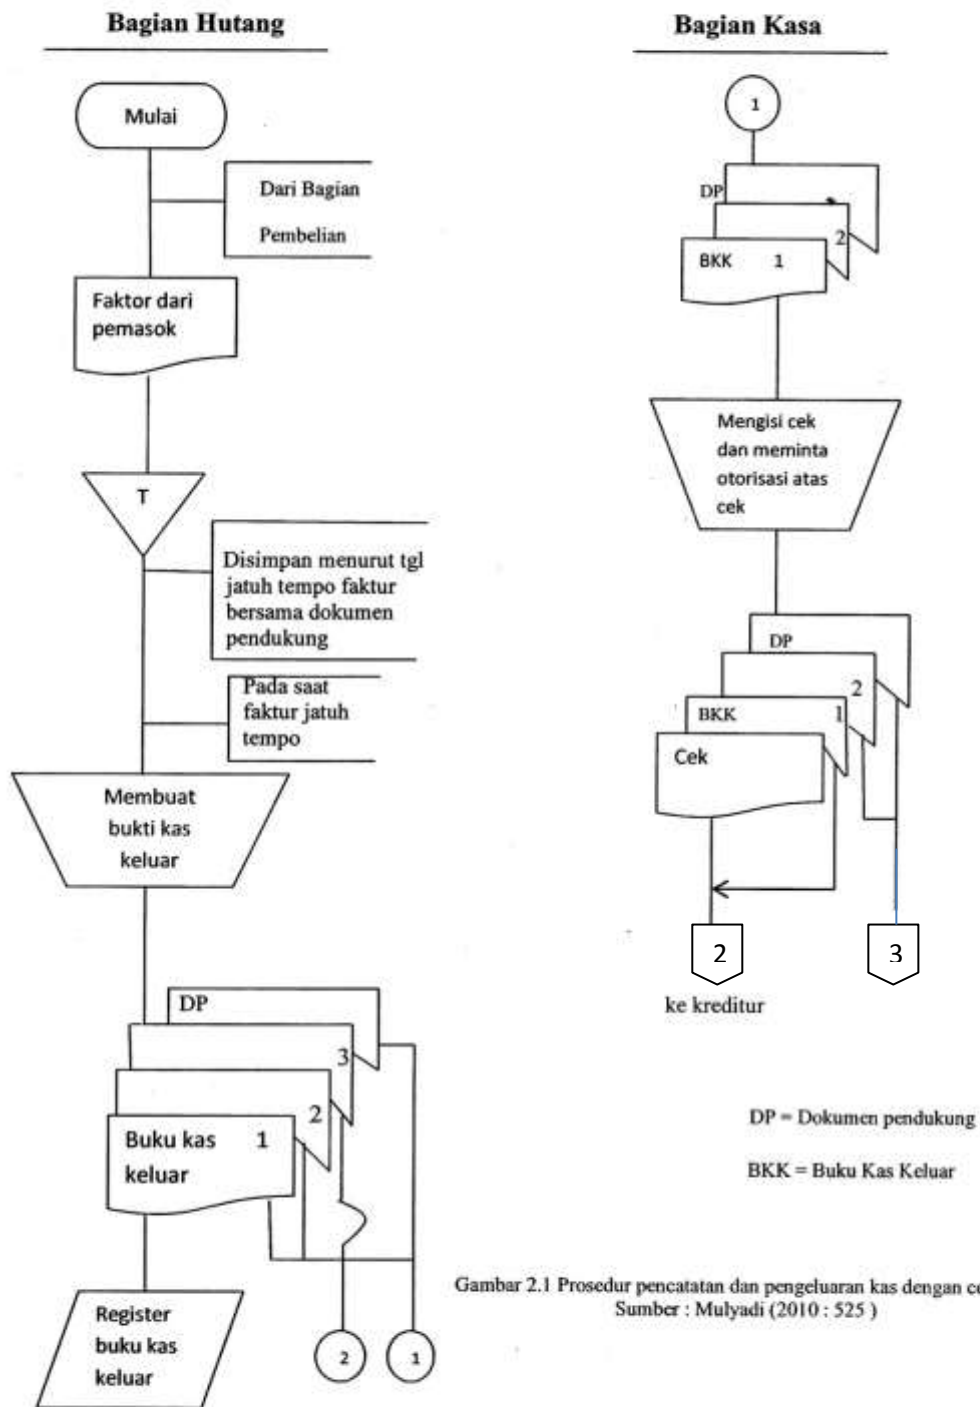 Bagian Hutang
Mulai
Dari Bagian
Pembelian
Faktor dari
pemasok
T
Disimpan menurut tgl
jatuh tempo faktur
bersama dokumen
pendukung
Pada saat
faktur jatuh
tempo
Membuat
bukti kas
keluar
DP
3
2
Buku kas 1
keluar
Register
buku kas
keluar
2
1
Bagian Kasa
1
DP
2
BKK 1
Mengisi cek
dan meminta
otorisasi atas
cek
DP
2
BKK 1
Cek
2
3
ke kreditur
DP = Dokumen pendukung
BKK = Buku Kas Keluar
Gambar 2.1 Prosedur pencatatan dan pengeluaran kas dengan ce
Sumber : Mulyadi (2010 : 525 )